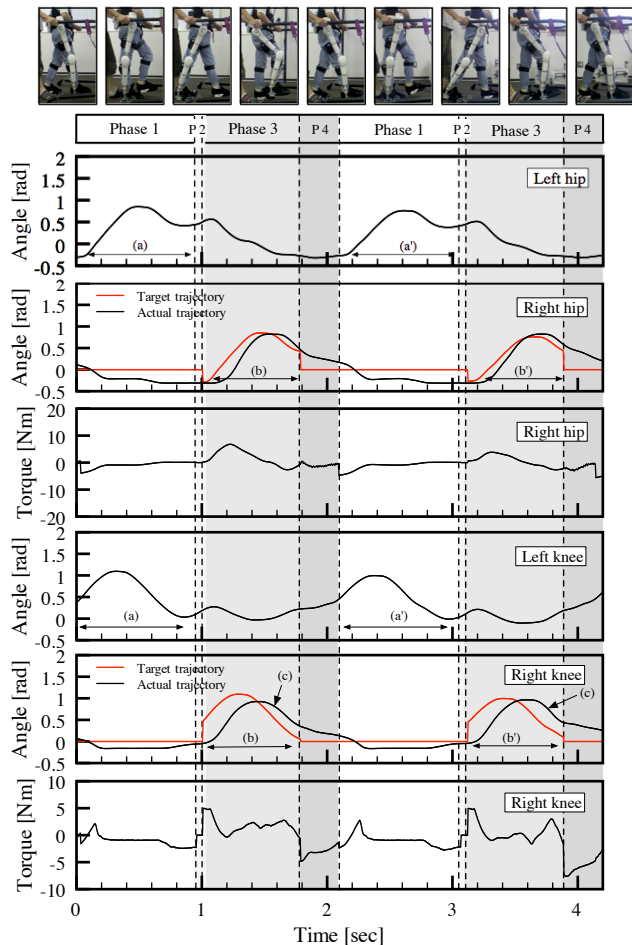 Phase 1 P 2 Phase 3 P 4 Phase 1 P 2 Phase 3 P 4
Angle [rad]
2
1.5
1
0.5
0
-0.5
Left hip
(a) (a')
Angle [rad]
2
1.5
1
0.5
0
-0.5
Target trajectory
Actual trajectory
Right hip
(b) (b')
Torque [Nm]
20
10
0
-10
-20
Right hip
Angle [rad]
2
1.5
1
0.5
0
-0.5
Left knee
(a) (a')
Angle [rad]
2
1.5
1
0.5
0
-0.5
Target trajectory
Actual trajectory
Right knee
(c) (c)
(b) (b')
Torque [Nm]
10
5
0
-5
-10
Right knee
0 1 2 3 4
Time [sec]